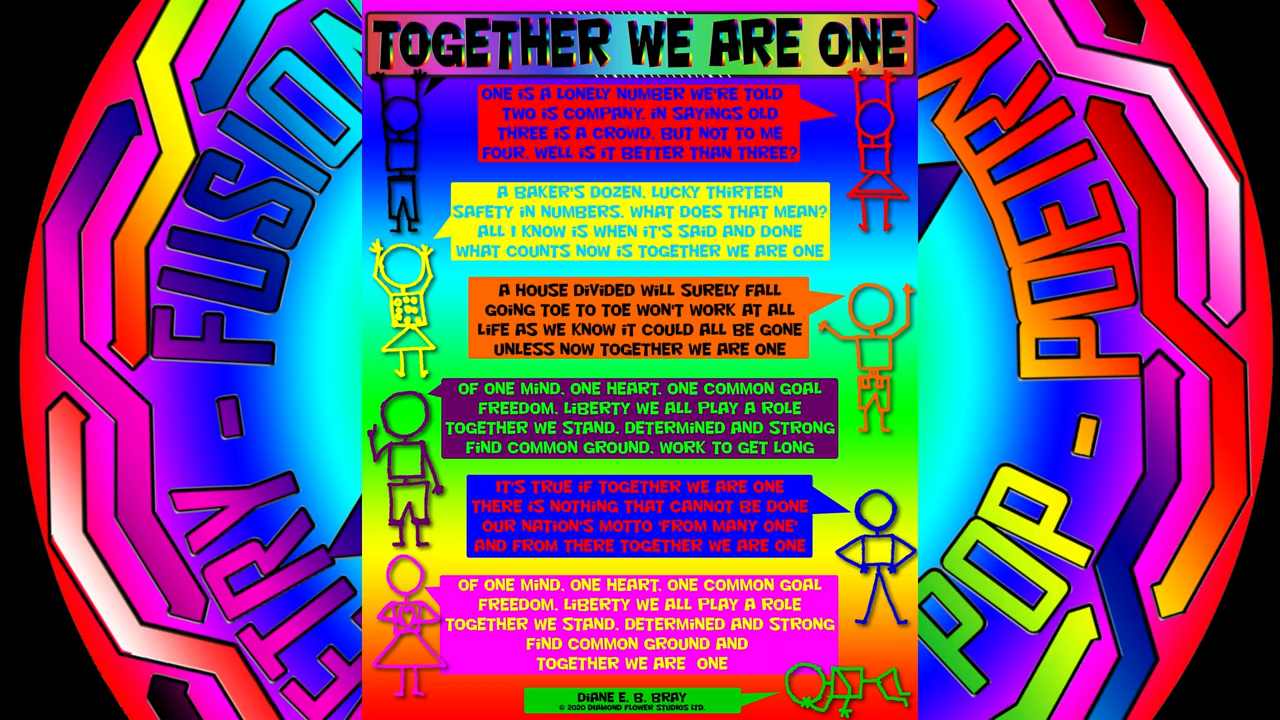 TOGETHER WE ARE ONE
ONE IS A LONELY NUMBER WE'RE TOLD
TWO IS COMPANY, IN SAYINGS OLD
THREE IS A CROWD, BUT NOT TO ME
FOUR, WELL IS IT BETTER THAN THREE?
A BAKER'S DOZEN, LUCKY THIRTEEN
SAFETY IN NUMBERS, WHAT DOES THAT MEAN?
ALL I KNOW IS WHEN IT'S SAID AND DONE
WHAT COUNTS NOW IS TOGETHER WE ARE ONE
A HOUSE DIVIDED WILL SURELY FALL
GOING TOE TO TOE WON'T WORK AT ALL
LIFE AS WE KNOW IT COULD ALL BE GONE
UNLESS NOW TOGETHER WE ARE ONE
OF ONE MIND, ONE HEART, ONE COMMON GOAL
FREEDOM, LIBERTY WE ALL PLAY A ROLE
TOGETHER WE STAND, DETERMINED AND STRONG
FIND COMMON GROUND, WORK TO GET LONG
IT'S TRUE IF TOGETHER WE ARE ONE
THERE IS NOTHING THAT CANNOT BE DONE
OUR NATION'S MOTTO 'FROM MANY ONE'
AND FROM THERE TOGETHER WE ARE ONE
OF ONE MIND, ONE HEART, ONE COMMON GOAL
FREEDOM, LIBERTY WE ALL PLAY A ROLE
TOGETHER WE STAND, DETERMINED AND STRONG
FIND COMMON GROUND AND
TOGETHER WE ARE ONE
DIANE E. B. BRAY
© 2020 DIAMOND FLOWER STUDIOS LTD.
ETRY - FUSION
POP - POETRY